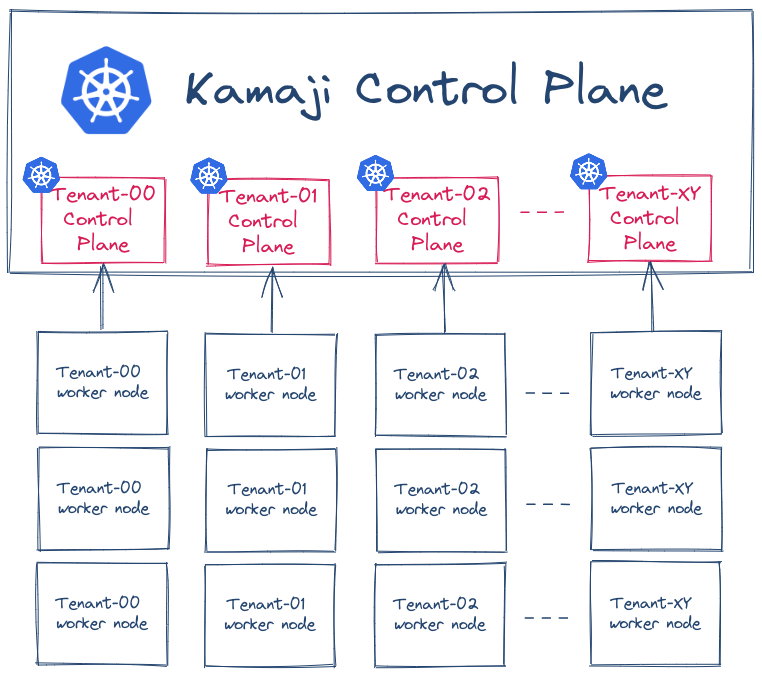 Kamaji Control Plane
Tenant-00
Control
Plane
Tenant-01
Control
Plane
Tenant-02
Control
Plane
Tenant-XY
Control
Plane
Tenant-00
worker node
Tenant-01
worker node
Tenant-02
worker node
Tenant-XY
worker node
Tenant-00
worker node
Tenant-01
worker node
Tenant-02
worker node
Tenant-XY
worker node
Tenant-00
worker node
Tenant-01
worker node
Tenant-02
worker node
Tenant-XY
worker node